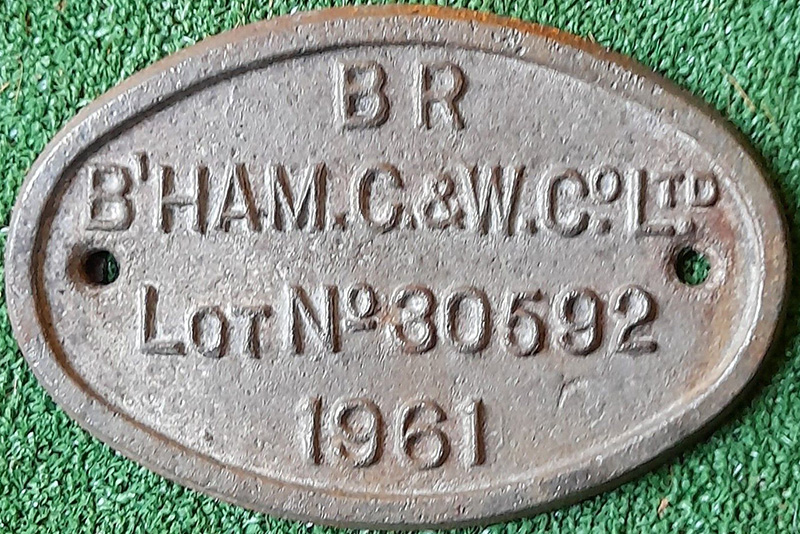 BR
B'HAM.C.&W.Cº.LTD
LOT Nº 30592
1961